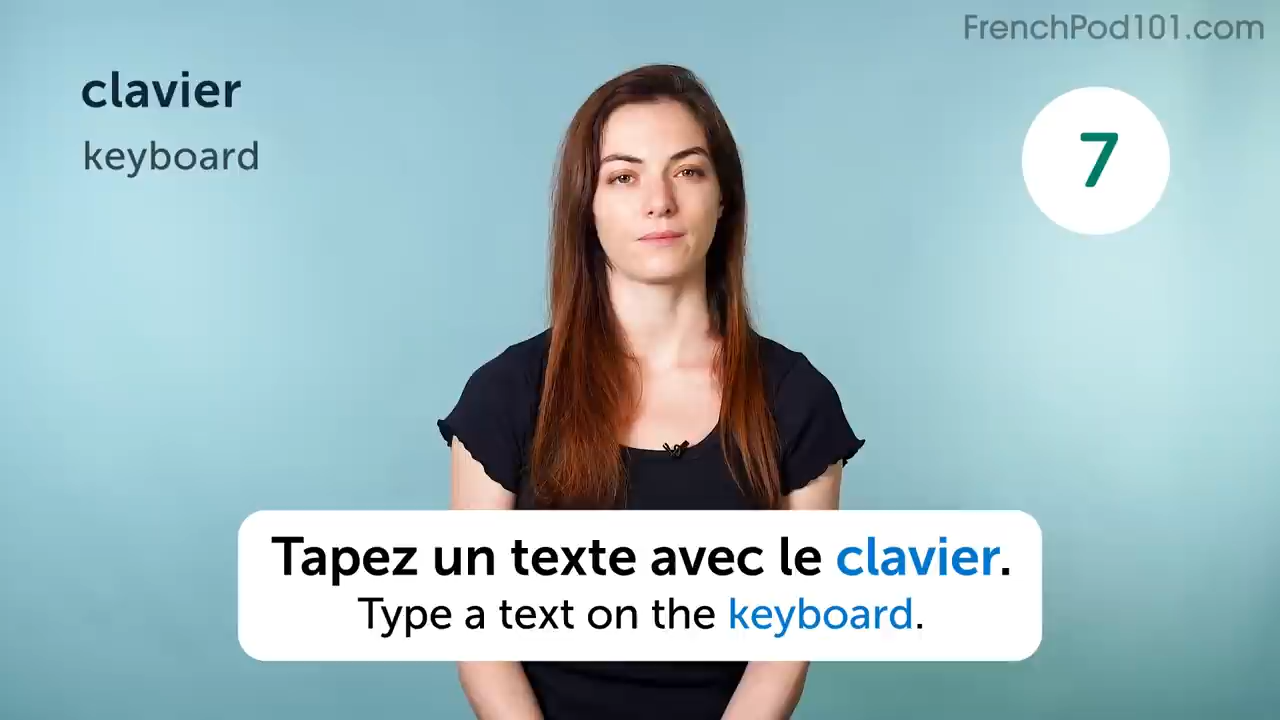 FrenchPod101.com
clavier
keyboard
7
Tapez un texte avec le clavier.
Type a text on the keyboard.